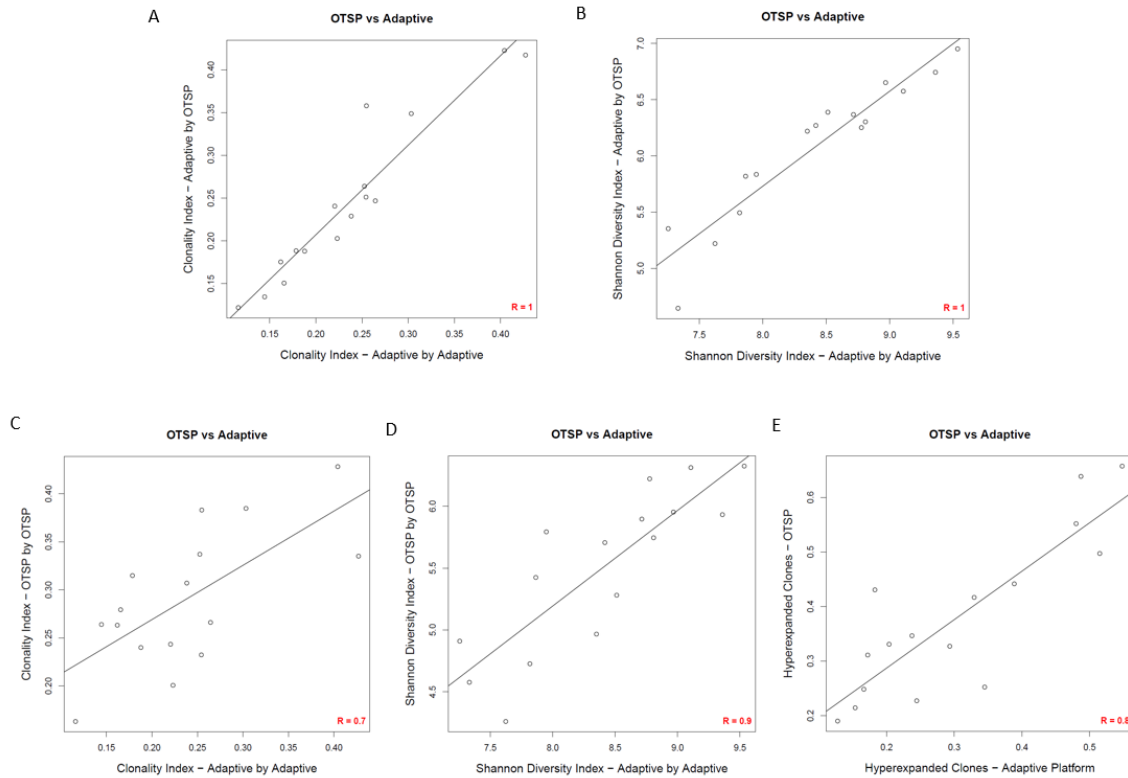 A
OTSP vs Adaptive
Clonality Index − Adaptive by OTSP
0.40
0.35
0.30
0.25
0.20
0.15
R = 1
0.15 0.20 0.25 0.30 0.35 0.40
Clonality Index − Adaptive by Adaptive
B
OTSP vs Adaptive
Shannon Diversity Index − Adaptive by OTSP
7.0
6.5
6.0
5.5
5.0
R = 1
7.5 8.0 8.5 9.0 9.5
Shannon Diversity Index − Adaptive by Adaptive
C
OTSP vs Adaptive
Clonality Index − OTSP by OTSP
0.40
0.35
0.30
0.25
0.20
R = 0.7
0.15 0.20 0.25 0.30 0.35 0.40
Clonality Index − Adaptive by Adaptive
D
OTSP vs Adaptive
Shannon Diversity Index − OTSP by OTSP
6.0
5.5
5.0
4.5
R = 0.9
7.5 8.0 8.5 9.0 9.5
Shannon Diversity Index − Adaptive by Adaptive
E
OTSP vs Adaptive
Hyperexpanded Clones − OTSP
0.6
0.5
0.4
0.3
0.2
R = 0.8
0.2 0.3 0.4 0.5
Hyperexpanded Clones − Adaptive Platform